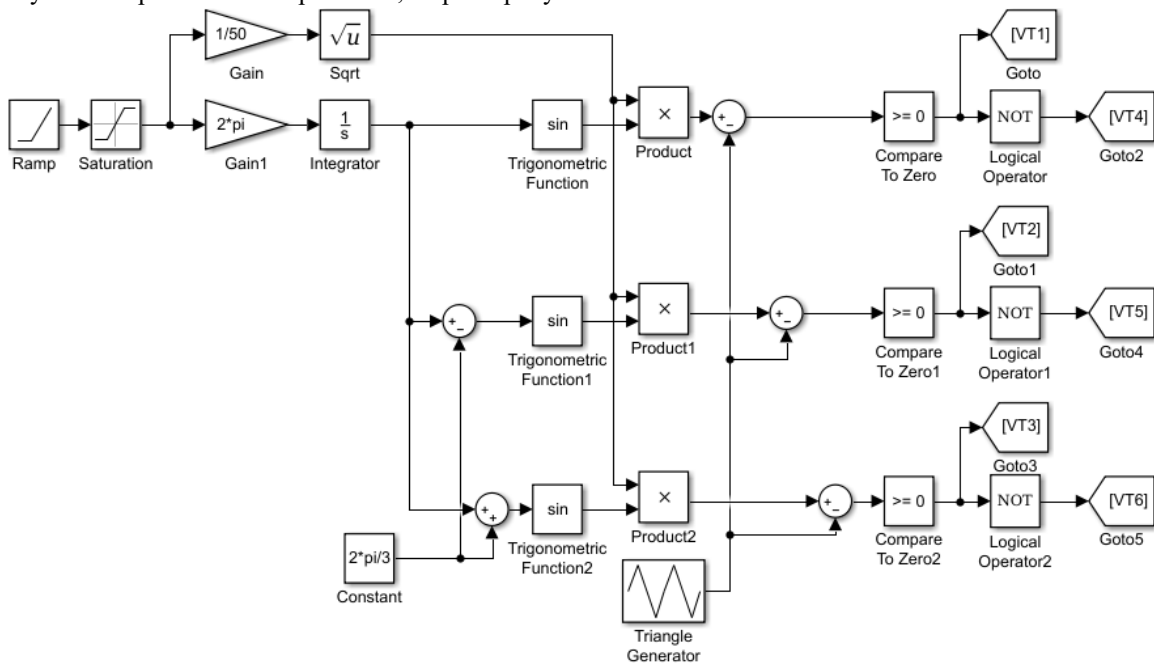 1/50
Gain
√u
Sqrt
[VT1]
Goto
Ramp
Saturation
2*pi
Gain1
1
s
Integrator
sin
Trigonometric
Function
×
Product
+
−
>= 0
Compare
To Zero
NOT
Logical
Operator
[VT4]
Goto2
[VT2]
Goto1
+
−
sin
Trigonometric
Function1
×
Product1
+
−
>= 0
Compare
To Zero1
NOT
Logical
Operator1
[VT5]
Goto4
[VT3]
Goto3
+
+
sin
Trigonometric
Function2
×
Product2
+
−
>= 0
Compare
To Zero2
NOT
Logical
Operator2
[VT6]
Goto5
2*pi/3
Constant
Triangle
Generator